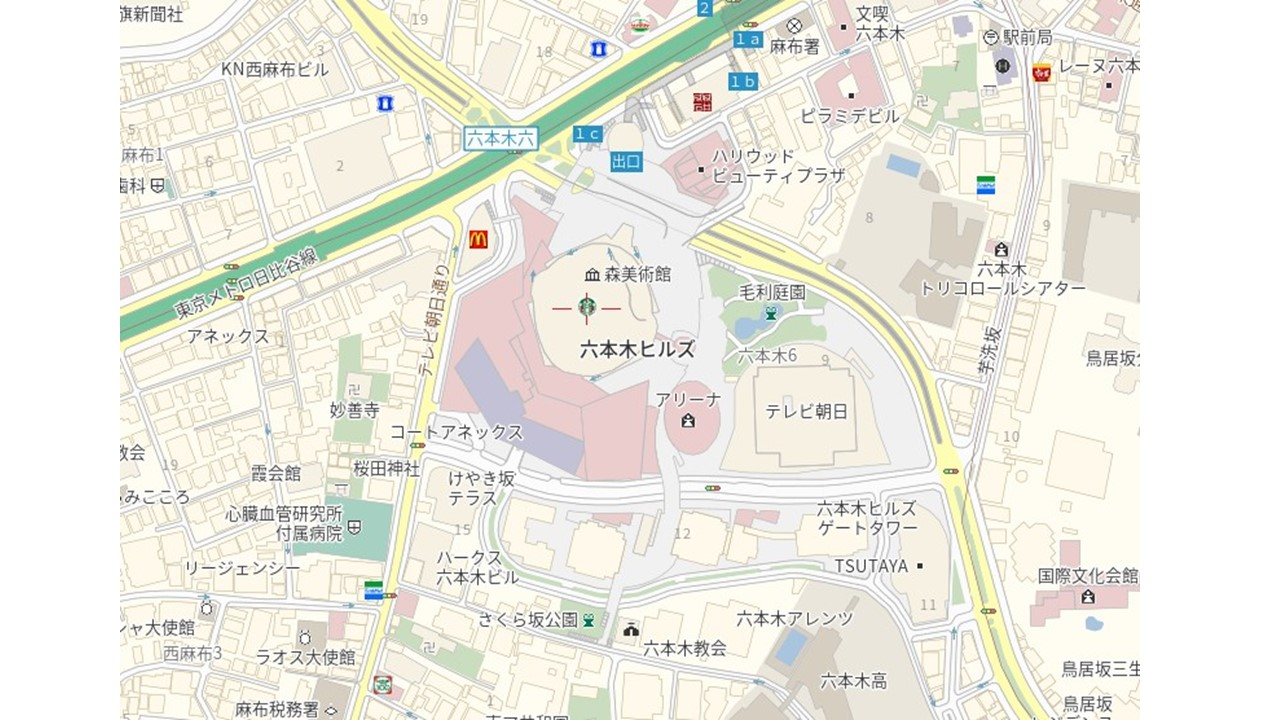 旗新聞社
19
2
文喫
六本木
駅前局
1a
麻布署
18
3
KN西麻布ビル
7
レーヌ六本
1b
ピラミデビル
5
六本木六
1c
麻布1
6
2
出口
ハリウッド
ビューティプラザ
7
歯科
8
9
7
東京メトロ日比谷線
テレビ朝日通り
森美術館
六本木
トリコロールシアター
毛利庭園
アネックス
六本木ヒルズ
六本木6
9
芋洗坂
鳥居坂
妙善寺
アリーナ
テレビ朝日
コートアネックス
10
教会
19
霞会館
桜田神社
けやき坂
テラス
みこころ
心臓血管研究所
付属病院
15
12
六本木ヒルズ
ゲートタワー
リージェンシー
ハークス
六本木ビル
TSUTAYA
国際文化会館
11
さくら坂公園
六本木アレンツ
シャ大使館
西麻布3
ラオス大使館
六本木教会
鳥居坂三生
六本木高
1
麻布税務署
鳥居坂